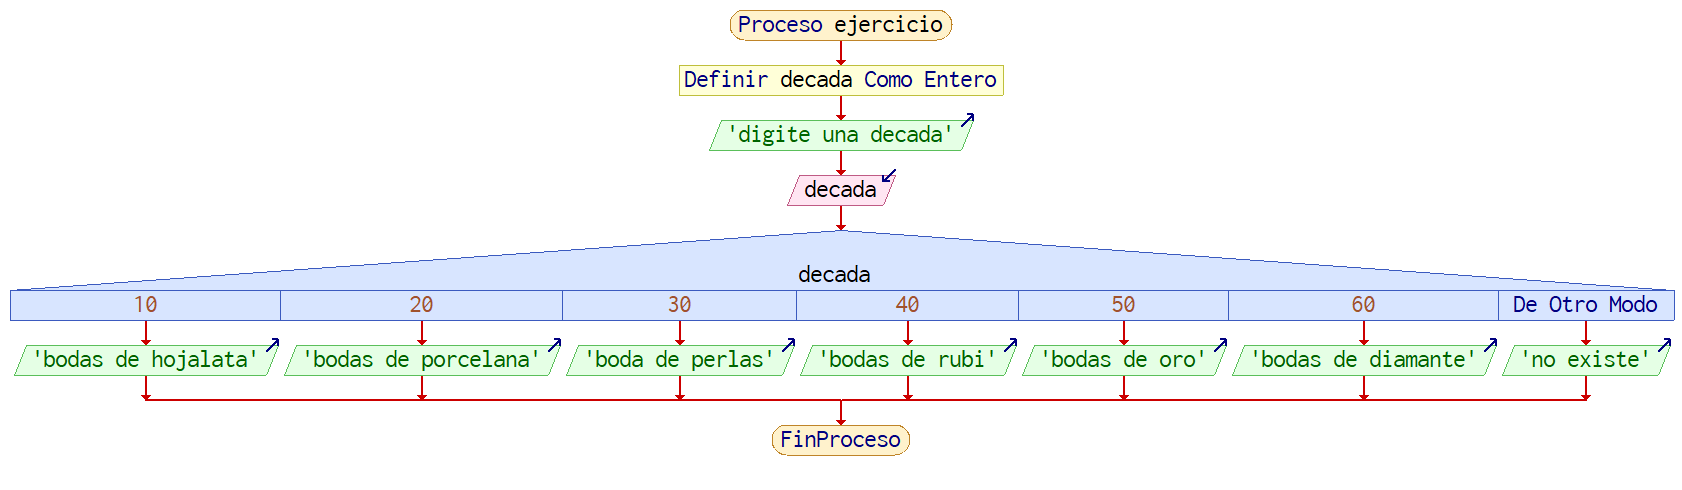 Proceso ejercicio
Definir decada Como Entero
'digite una decada'
decada
decada
10 20 30 40 50 60 De Otro Modo
'bodas de hojalata' 'bodas de porcelana' 'boda de perlas' 'bodas de rubi' 'bodas de oro' 'bodas de diamante' 'no existe'
FinProceso